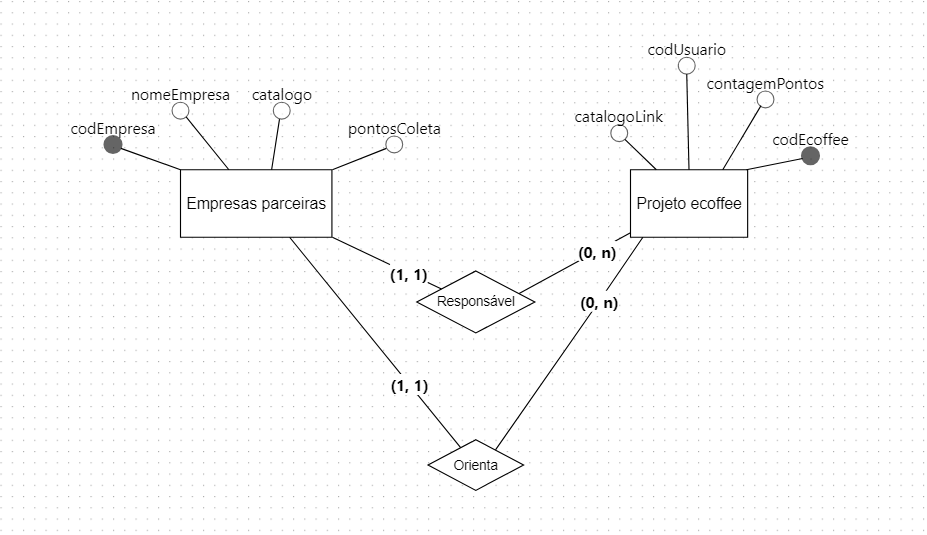 codUsuario
contagemPontos
nomeEmpresa
catalogo
catalogoLink
codEmpresa
pontosColeta
codEcoffee
Empresas parceiras
Projeto ecoffee
(0, n)
(1, 1)
Responsável
(0, n)
(1, 1)
Orienta